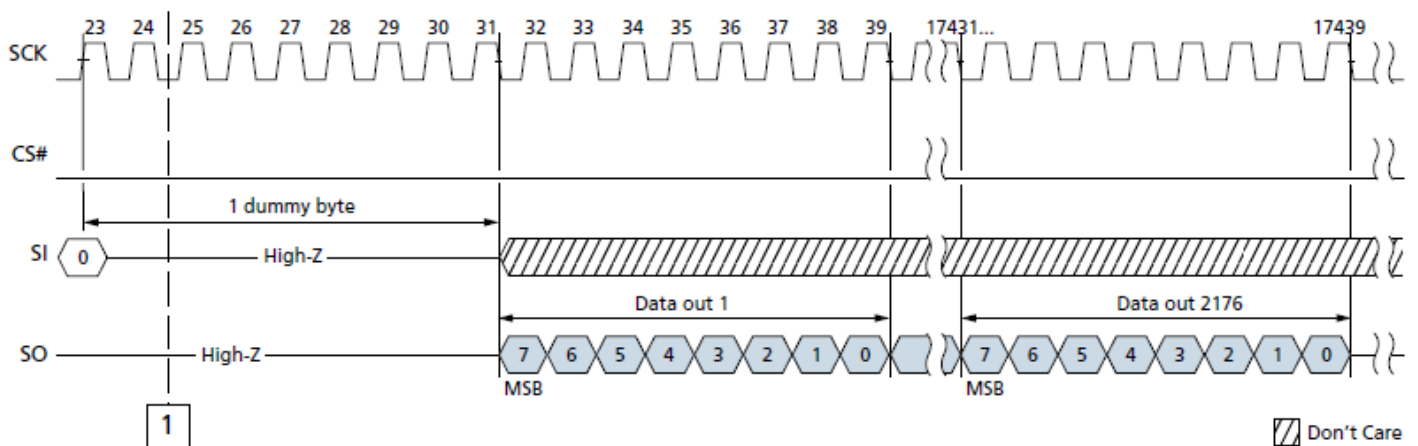 23 24 25 26 27 28 29 30 31 32 33 34 35 36 37 38 39 17431... 17439
SCK
CS#
1 dummy byte
SI 0 High-Z
Data out 1 Data out 2176
SO High-Z 7 6 5 4 3 2 1 0 7 6 5 4 3 2 1 0
MSB MSB
1
Don't Care